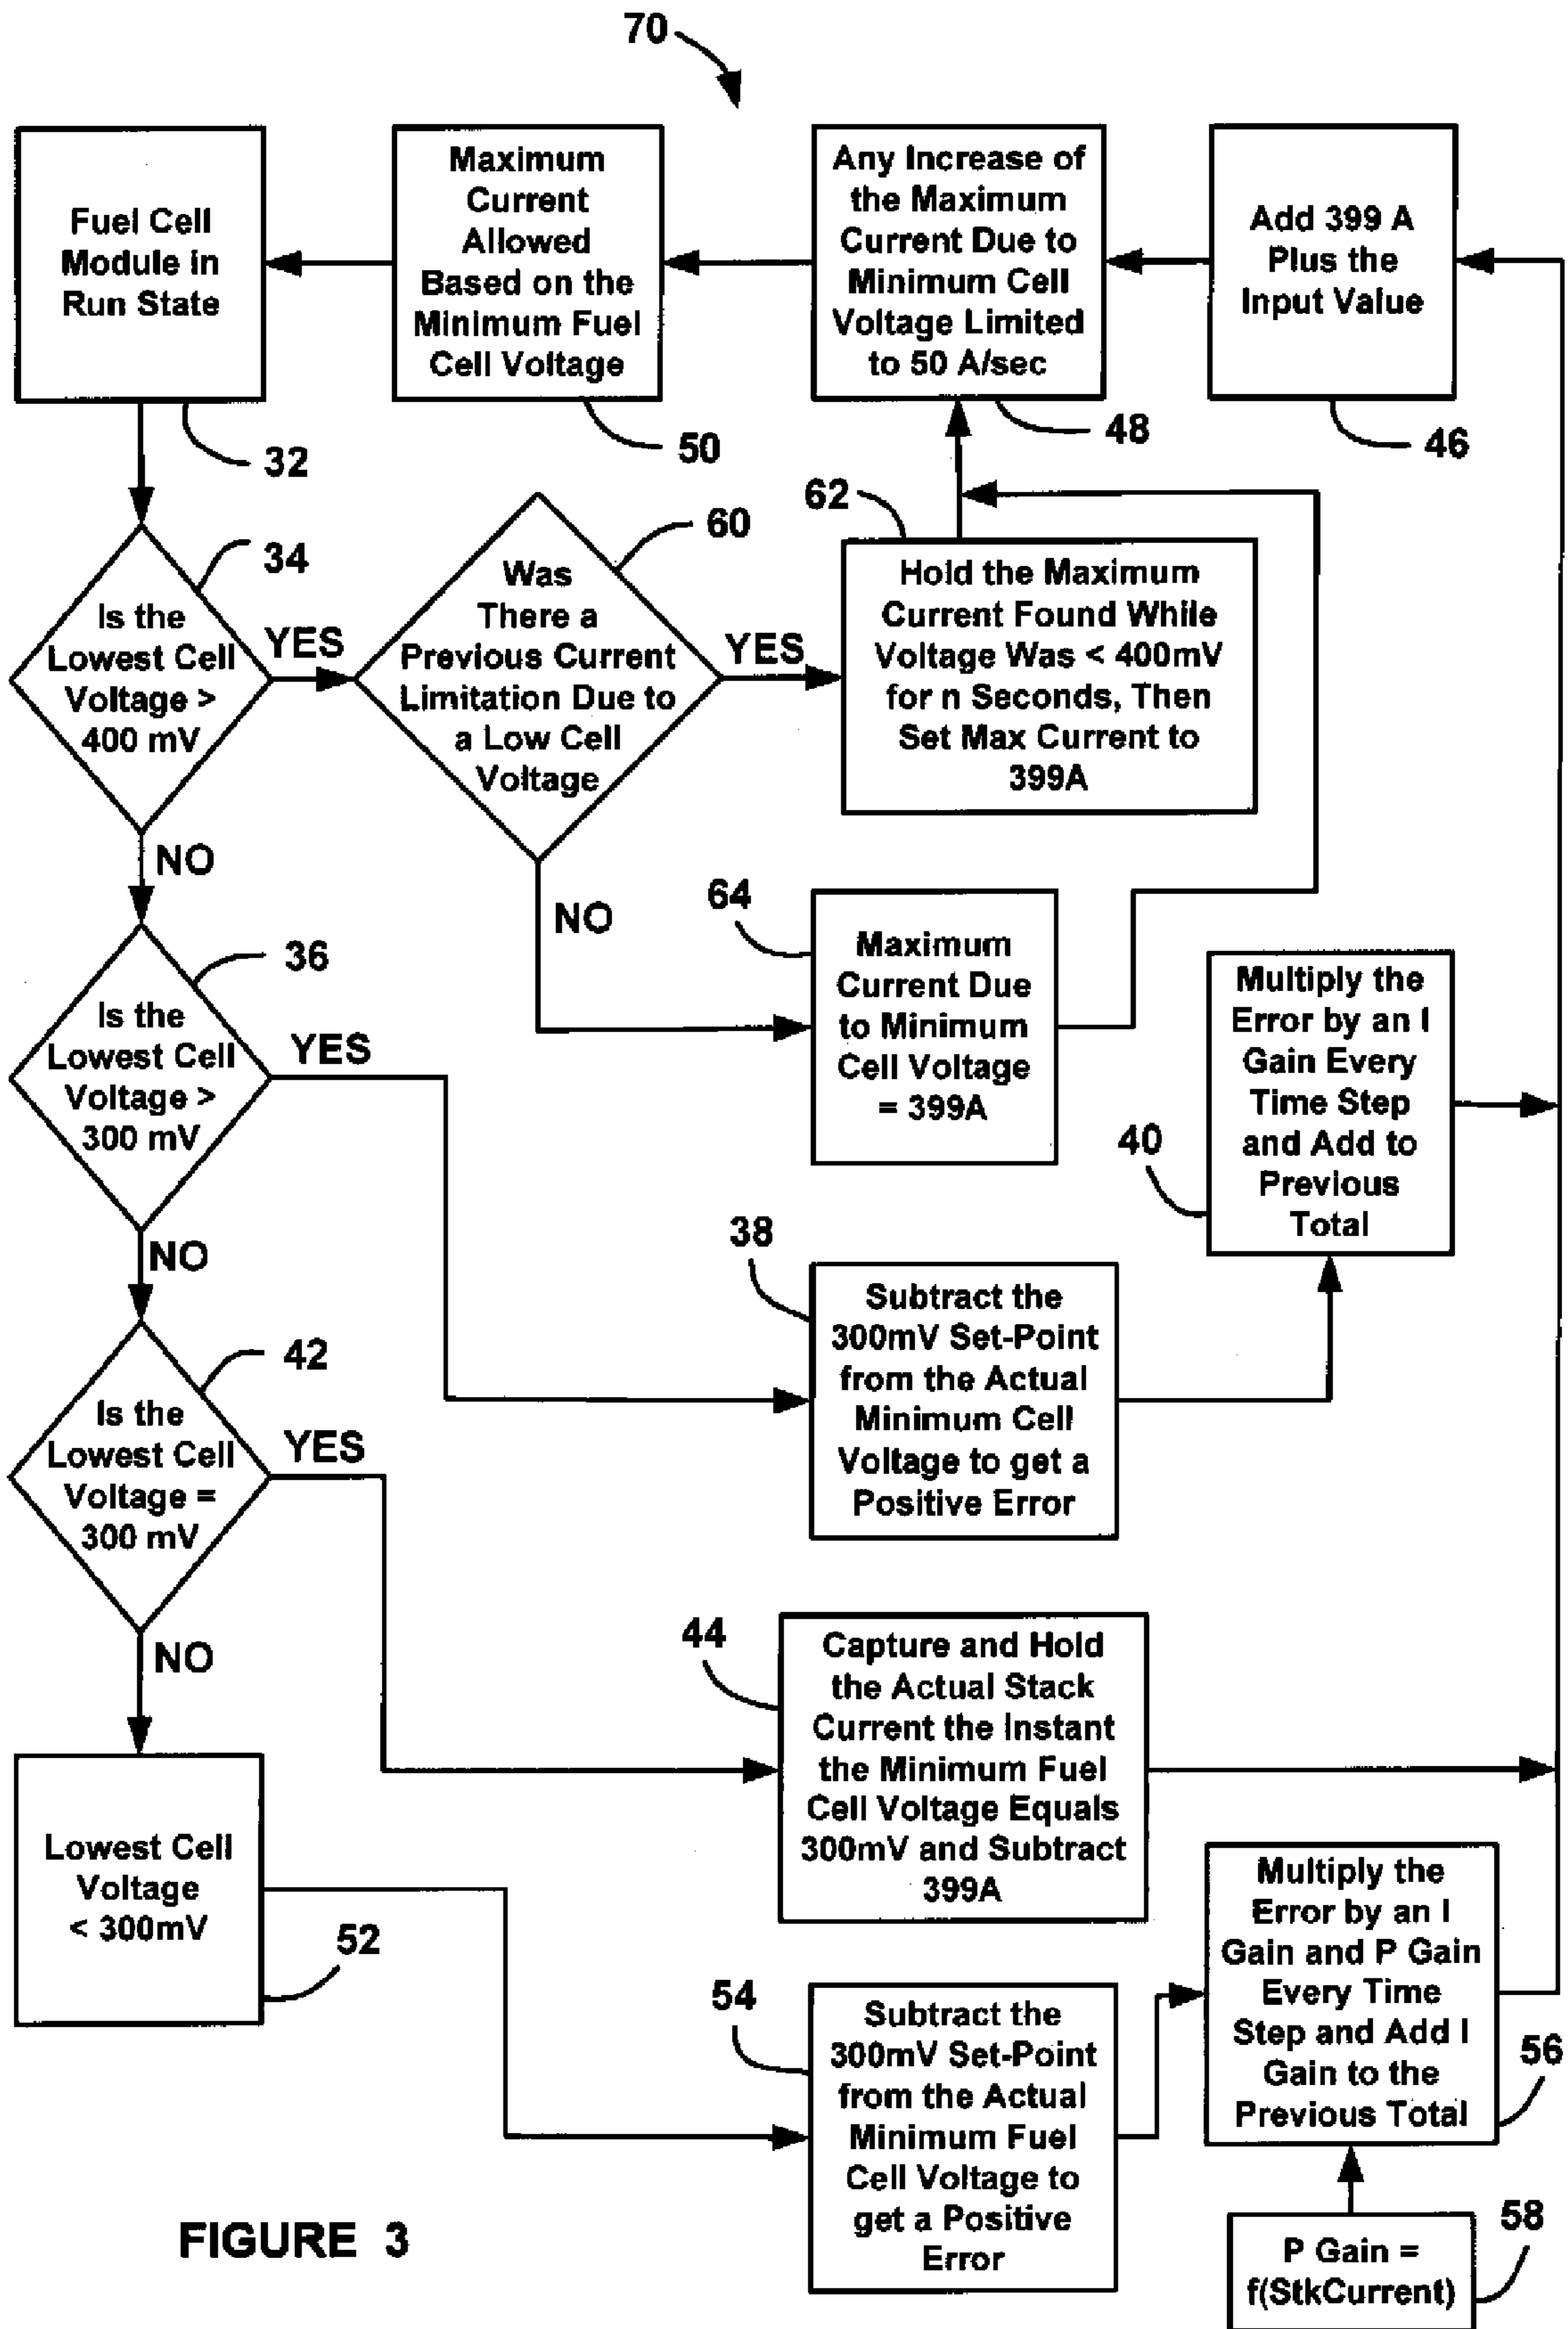 70
Fuel Cell
Module in
Run State
32
Maximum
Current
Allowed
Based on the
Minimum Fuel
Cell Voltage
50
Any Increase of
the Maximum
Current Due to
Minimum Cell
Voltage Limited
to 50 A/sec
48
Add 399 A
Plus the
Input Value
46
34
Is the
Lowest Cell
Voltage >
400 mV
YES
NO
60
Was
There a
Previous Current
Limitation Due to
a Low Cell
Voltage
YES
NO
62
Hold the Maximum
Current Found While
Voltage Was < 400mV
for n Seconds, Then
Set Max Current to
399A
64
Maximum
Current Due
to Minimum
Cell Voltage
= 399A
36
Is the
Lowest Cell
Voltage >
300 mV
YES
NO
38
Subtract the
300mV Set-Point
from the Actual
Minimum Cell
Voltage to get a
Positive Error
40
Multiply the
Error by an I
Gain Every
Time Step
and Add to
Previous
Total
42
Is the
Lowest Cell
Voltage =
300 mV
YES
NO
44
Capture and Hold
the Actual Stack
Current the Instant
the Minimum Fuel
Cell Voltage Equals
300mV and Subtract
399A
Lowest Cell
Voltage
< 300mV
52
54
Subtract the
300mV Set-Point
from the Actual
Minimum Fuel
Cell Voltage to
get a Positive
Error
Multiply the
Error by an I
Gain and P Gain
Every Time
Step and Add I
Gain to the
Previous Total
56
P Gain =
f(StkCurrent)
58
FIGURE 3